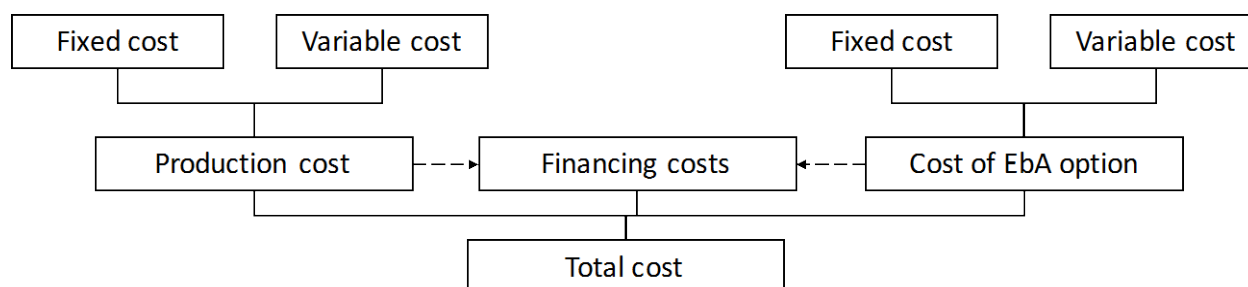 Fixed cost
Variable cost
Fixed cost
Variable cost
Production cost
Financing costs
Cost of EbA option
Total cost